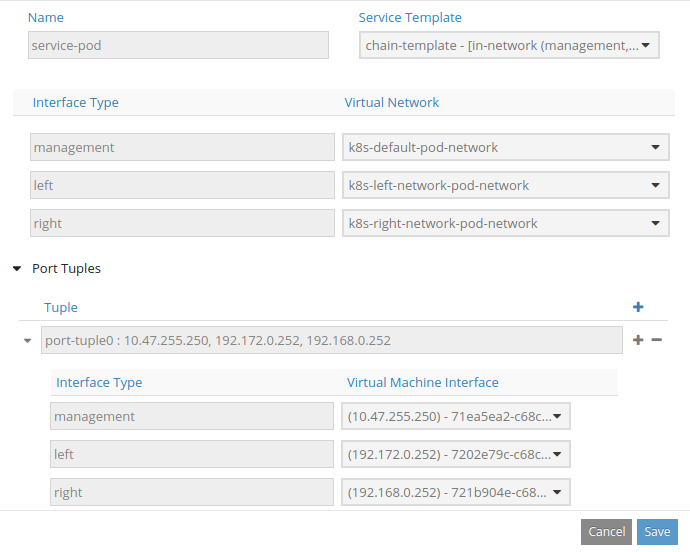 Name Service Template
service-pod chain-template - [in-network (management,...
Interface Type Virtual Network
management k8s-default-pod-network
left k8s-left-network-pod-network
right k8s-right-network-pod-network
Port Tuples
Tuple +
port-tuple0 : 10.47.255.250, 192.172.0.252, 192.168.0.252 + −
Interface Type Virtual Machine Interface
management (10.47.255.250) - 71ea5ea2-c68c...
left (192.172.0.252) - 7202e79c-c68c...
right (192.168.0.252) - 721b904e-c68...
Cancel Save